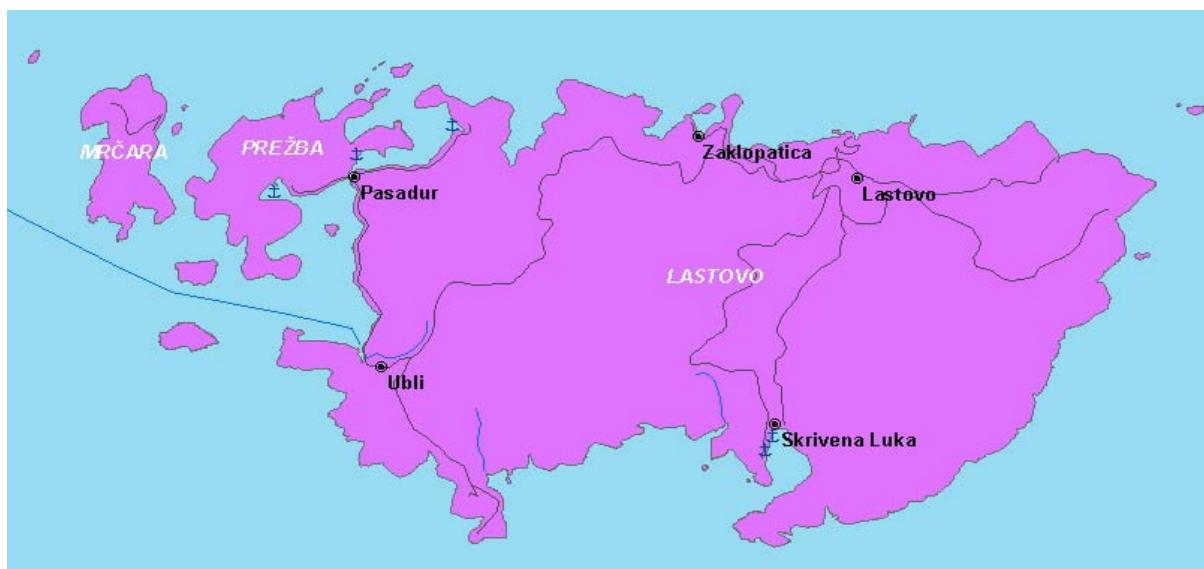 MRČARA
PREŽBA
Zaklopatica
Pasadur
Lastovo
LASTOVO
Ubli
Skrivena Luka